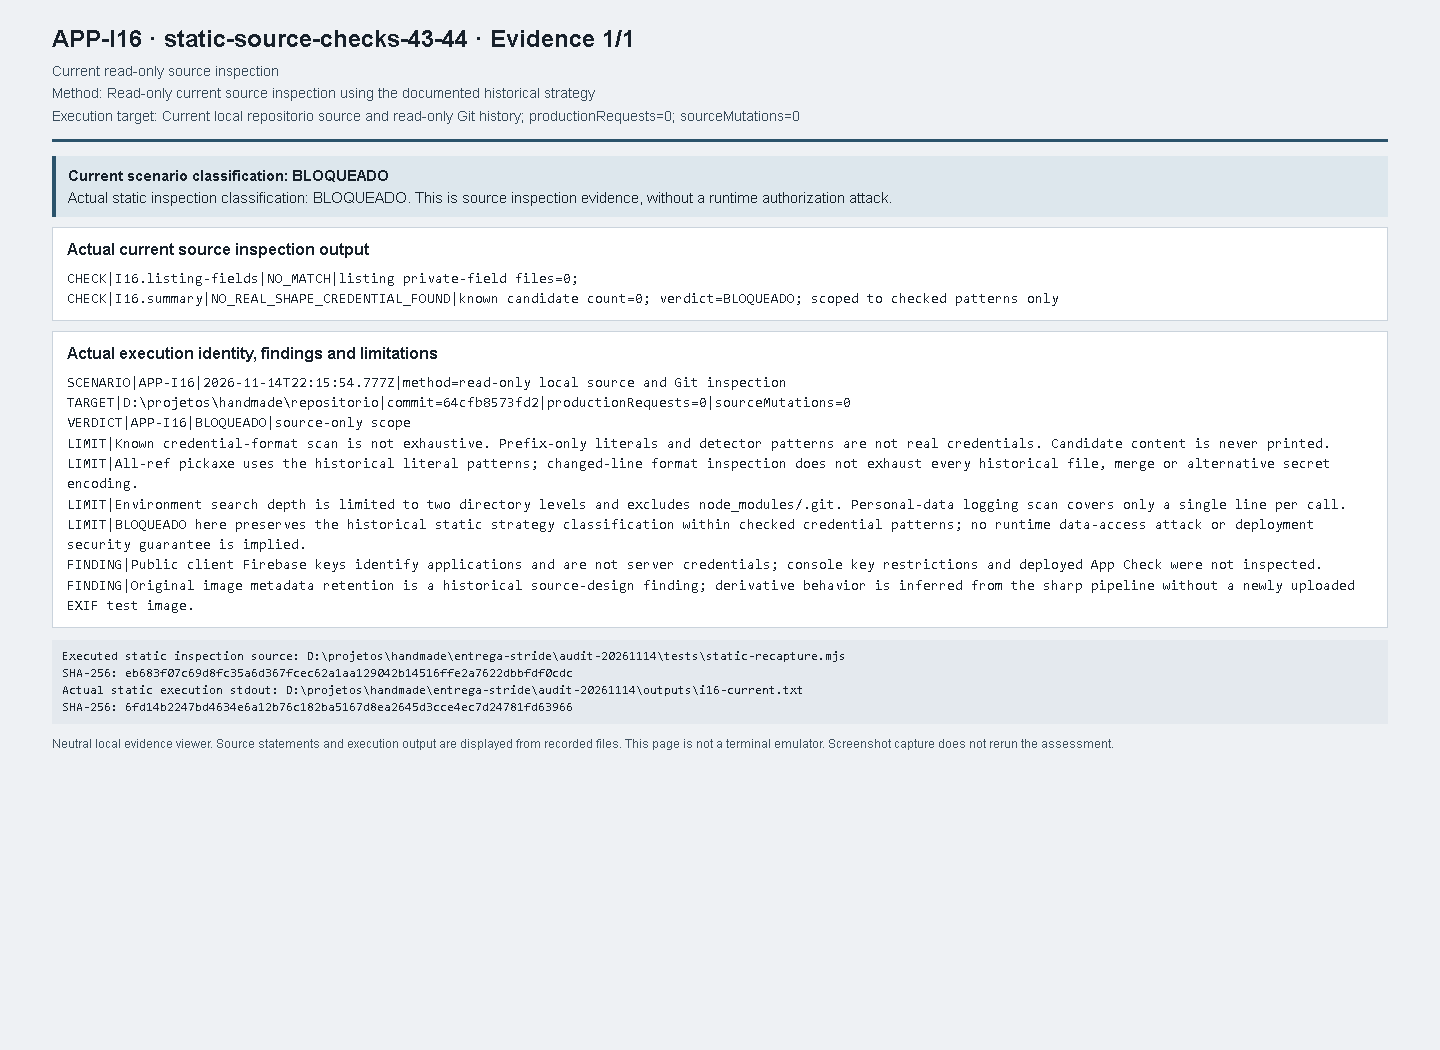 APP-I16 · static-source-checks-43-44 · Evidence 1/1
Current read-only source inspection
Method: Read-only current source inspection using the documented historical strategy
Execution target: Current local repositorio source and read-only Git history; productionRequests=0; sourceMutations=0
Current scenario classification: BLOQUEADO
Actual static inspection classification: BLOQUEADO. This is source inspection evidence, without a runtime authorization attack.
Actual current source inspection output
CHECK|I16.listing-fields|NO_MATCH|listing private-field files=0;
CHECK|I16.summary|NO_REAL_SHAPE_CREDENTIAL_FOUND|known candidate count=0; verdict=BLOQUEADO; scoped to checked patterns only
Actual execution identity, findings and limitations
SCENARIO|APP-I16|2026-11-14T22:15:54.777Z|method=read-only local source and Git inspection
TARGET|D:\projetos\handmade\repositorio|commit=64cfb8573fd2|productionRequests=0|sourceMutations=0
VERDICT|APP-I16|BLOQUEADO|source-only scope
LIMIT|Known credential-format scan is not exhaustive. Prefix-only literals and detector patterns are not real credentials. Candidate content is never printed.
LIMIT|All-ref pickaxe uses the historical literal patterns; changed-line format inspection does not exhaust every historical file, merge or alternative secret
encoding.
LIMIT|Environment search depth is limited to two directory levels and excludes node_modules/.git. Personal-data logging scan covers only a single line per call.
LIMIT|BLOQUEADO here preserves the historical static strategy classification within checked credential patterns; no runtime data-access attack or deployment
security guarantee is implied.
FINDING|Public client Firebase keys identify applications and are not server credentials; console key restrictions and deployed App Check were not inspected.
FINDING|Original image metadata retention is a historical source-design finding; derivative behavior is inferred from the sharp pipeline without a newly uploaded
EXIF test image.
Executed static inspection source: D:\projetos\handmade\entrega-stride\audit-20261114\tests\static-recapture.mjs
SHA-256: eb683f07c69d8fc35a6d367fcec62a1aa129042b14516ffe2a7622dbbfdf0cdc
Actual static execution stdout: D:\projetos\handmade\entrega-stride\audit-20261114\outputs\i16-current.txt
SHA-256: 6fd14b2247bd4634e6a12b76c182ba5167d8ea2645d3cce4ec7d24781fd63966
Neutral local evidence viewer. Source statements and execution output are displayed from recorded files. This page is not a terminal emulator. Screenshot capture does not rerun the assessment.